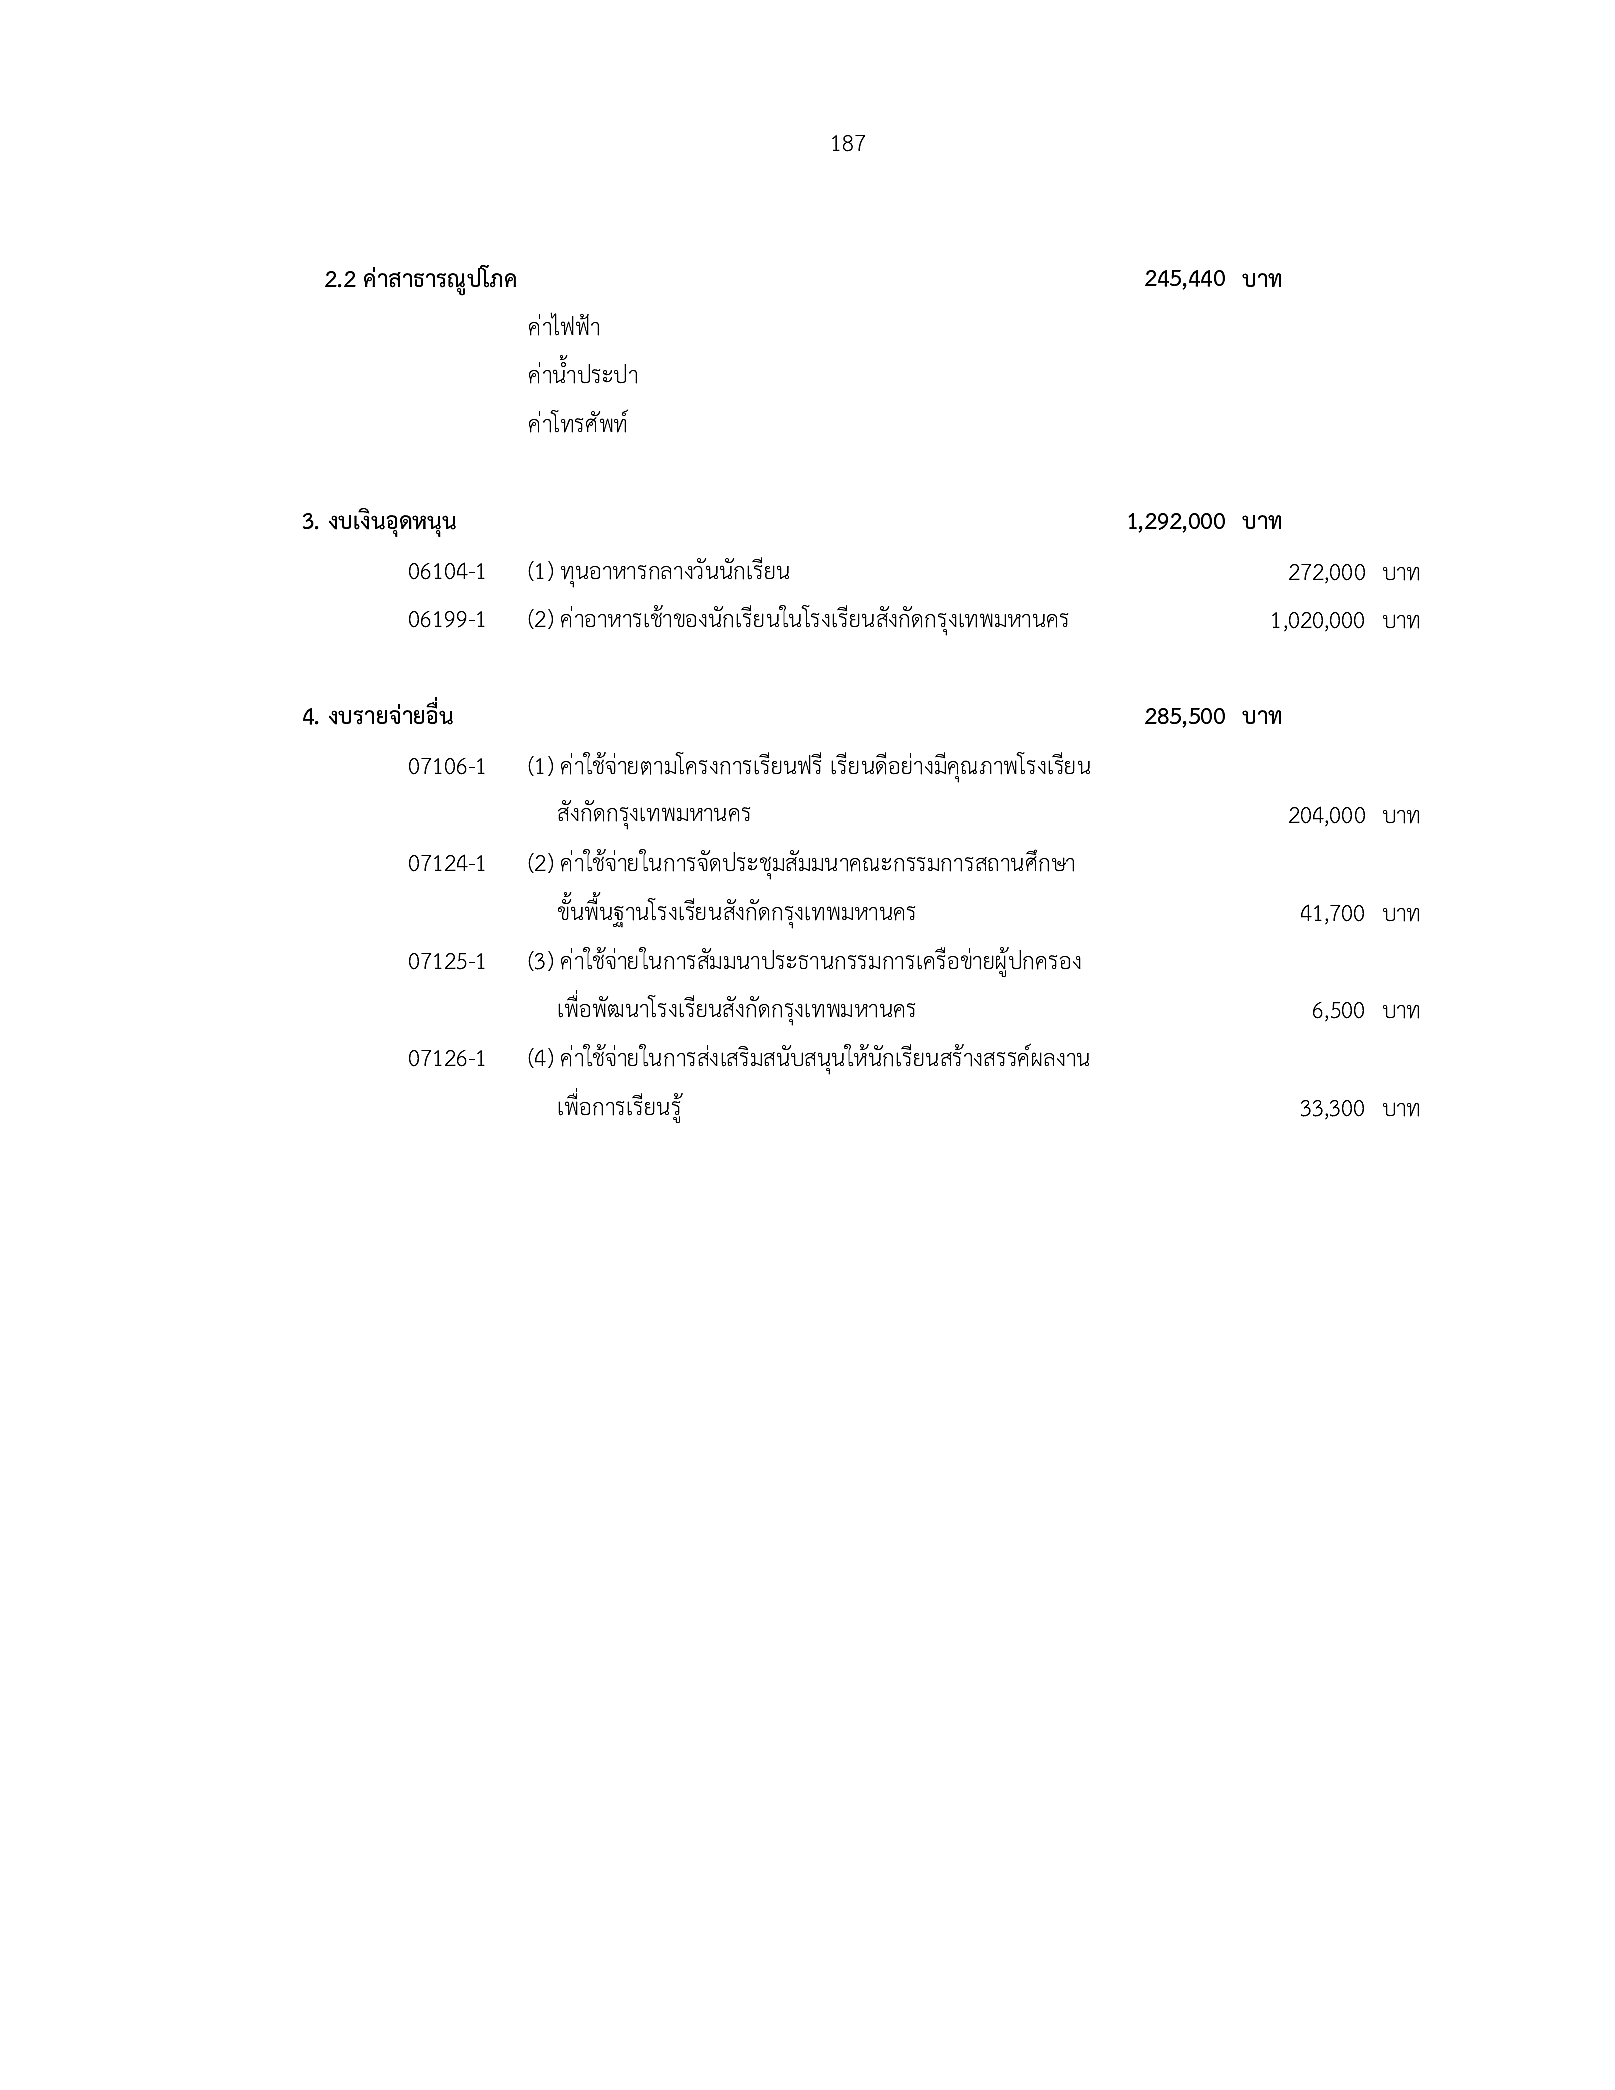 187
2.2 ค่าสาธารณูปโภค 245,440 บาท
ค่าไฟฟ้า
ค่าน้ำประปา
ค่าโทรศัพท์
3. งบเงินอุดหนุน 1,292,000 บาท
06104-1 (1) ทุนอาหารกลางวันนักเรียน 272,000 บาท
06199-1 (2) ค่าอาหารเช้าของนักเรียนในโรงเรียนสังกัดกรุงเทพมหานคร 1,020,000 บาท
4. งบรายจ่ายอื่น 285,500 บาท
07106-1 (1) ค่าใช้จ่ายตามโครงการเรียนฟรี เรียนดีอย่างมีคุณภาพโรงเรียน
สังกัดกรุงเทพมหานคร 204,000 บาท
07124-1 (2) ค่าใช้จ่ายในการจัดประชุมสัมมนาคณะกรรมการสถานศึกษา
ขั้นพื้นฐานโรงเรียนสังกัดกรุงเทพมหานคร 41,700 บาท
07125-1 (3) ค่าใช้จ่ายในการสัมมนาประธานกรรมการเครือข่ายผู้ปกครอง
เพื่อพัฒนาโรงเรียนสังกัดกรุงเทพมหานคร 6,500 บาท
07126-1 (4) ค่าใช้จ่ายในการส่งเสริมสนับสนุนให้นักเรียนสร้างสรรค์ผลงาน
เพื่อการเรียนรู้ 33,300 บาท